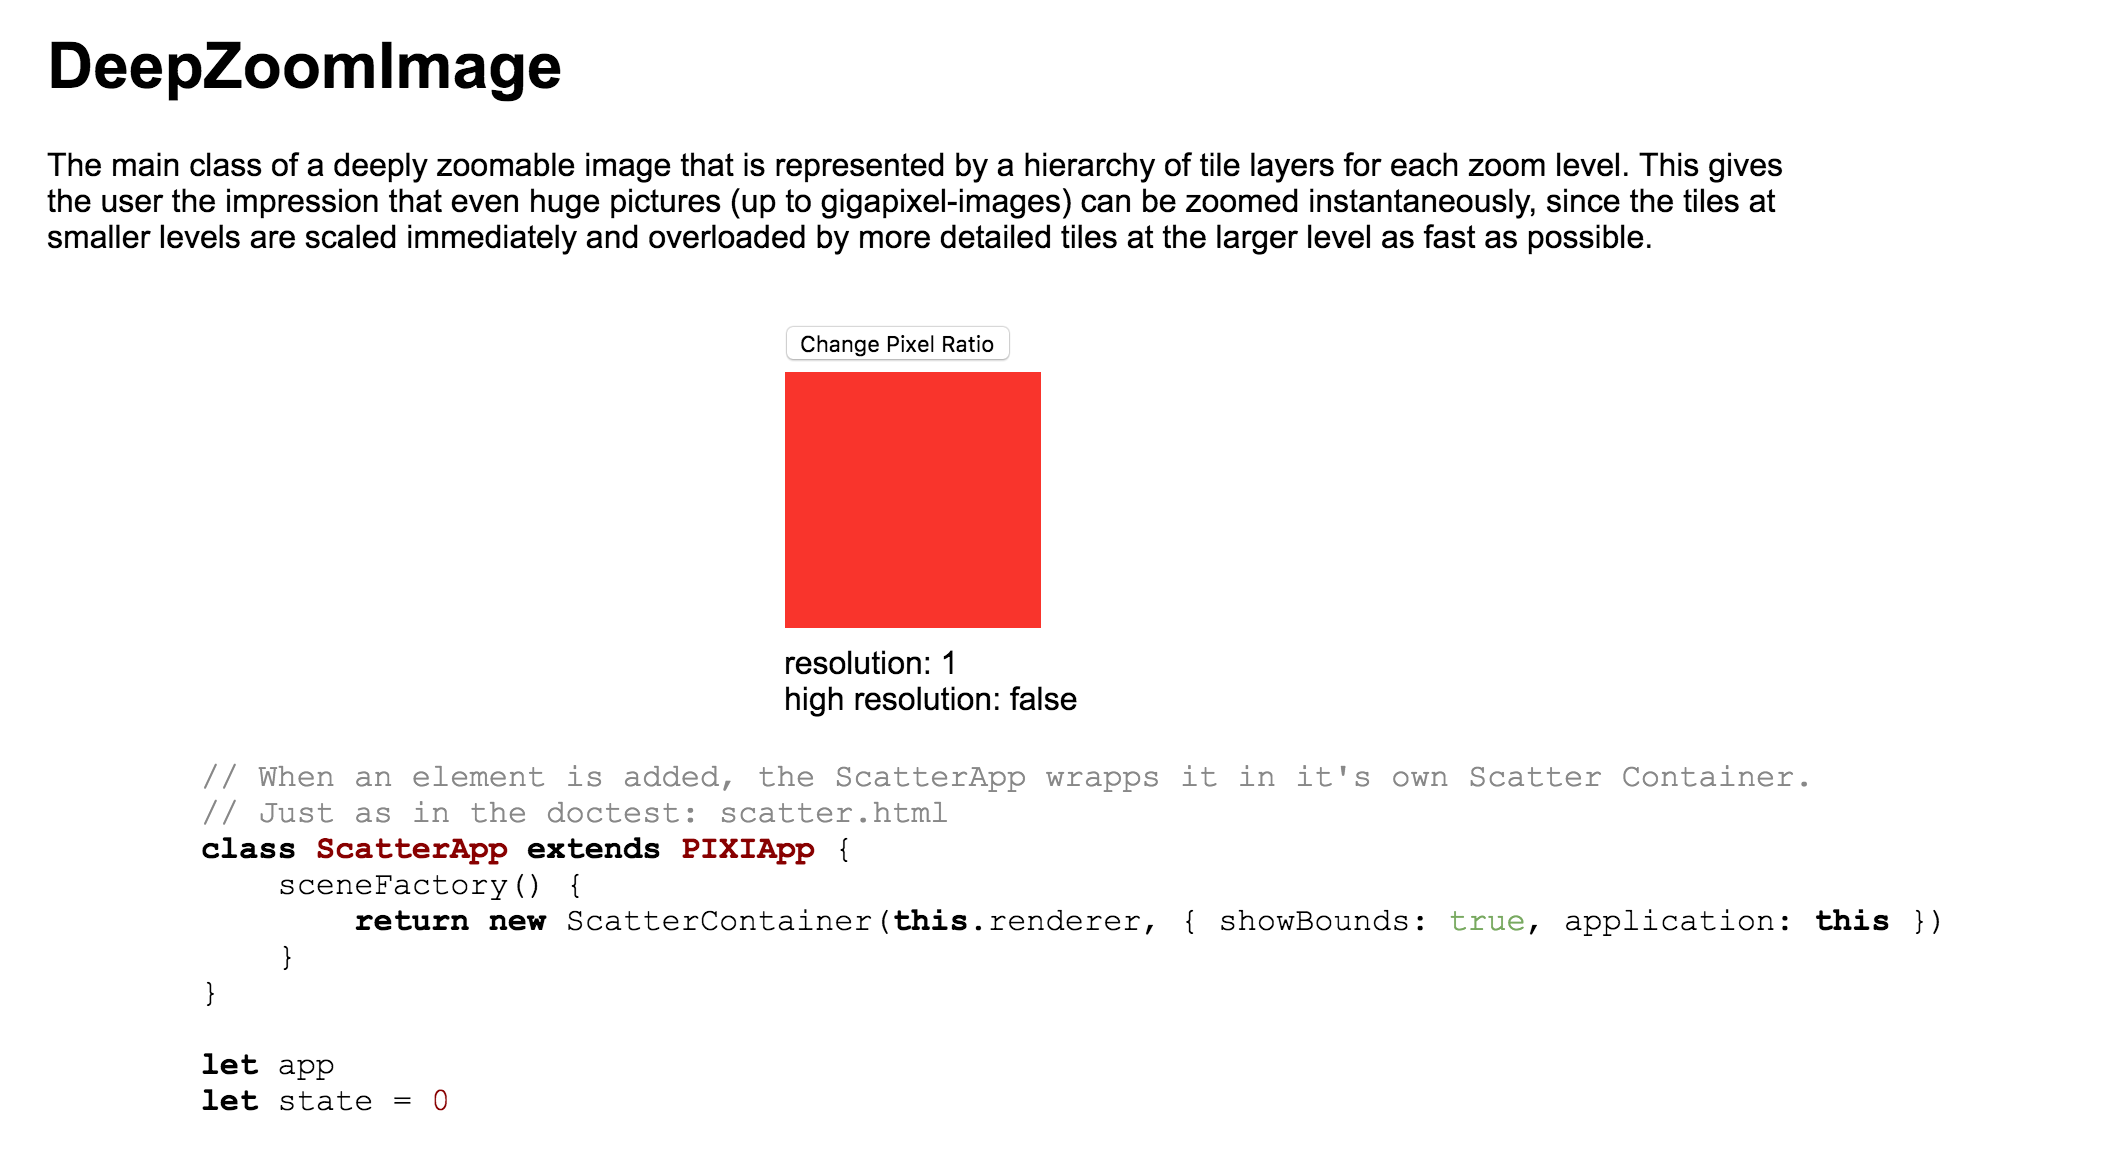 DeepZoomImage
The main class of a deeply zoomable image that is represented by a hierarchy of tile layers for each zoom level. This gives
the user the impression that even huge pictures (up to gigapixel-images) can be zoomed instantaneously, since the tiles at
smaller levels are scaled immediately and overloaded by more detailed tiles at the larger level as fast as possible.
Change Pixel Ratio
resolution: 1
high resolution: false
// When an element is added, the ScatterApp wrapps it in it's own Scatter Container.
// Just as in the doctest: scatter.html
class ScatterApp extends PIXIApp {
    sceneFactory() {
        return new ScatterContainer(this.renderer, { showBounds: true, application: this })
    }
}
let app
let state = 0